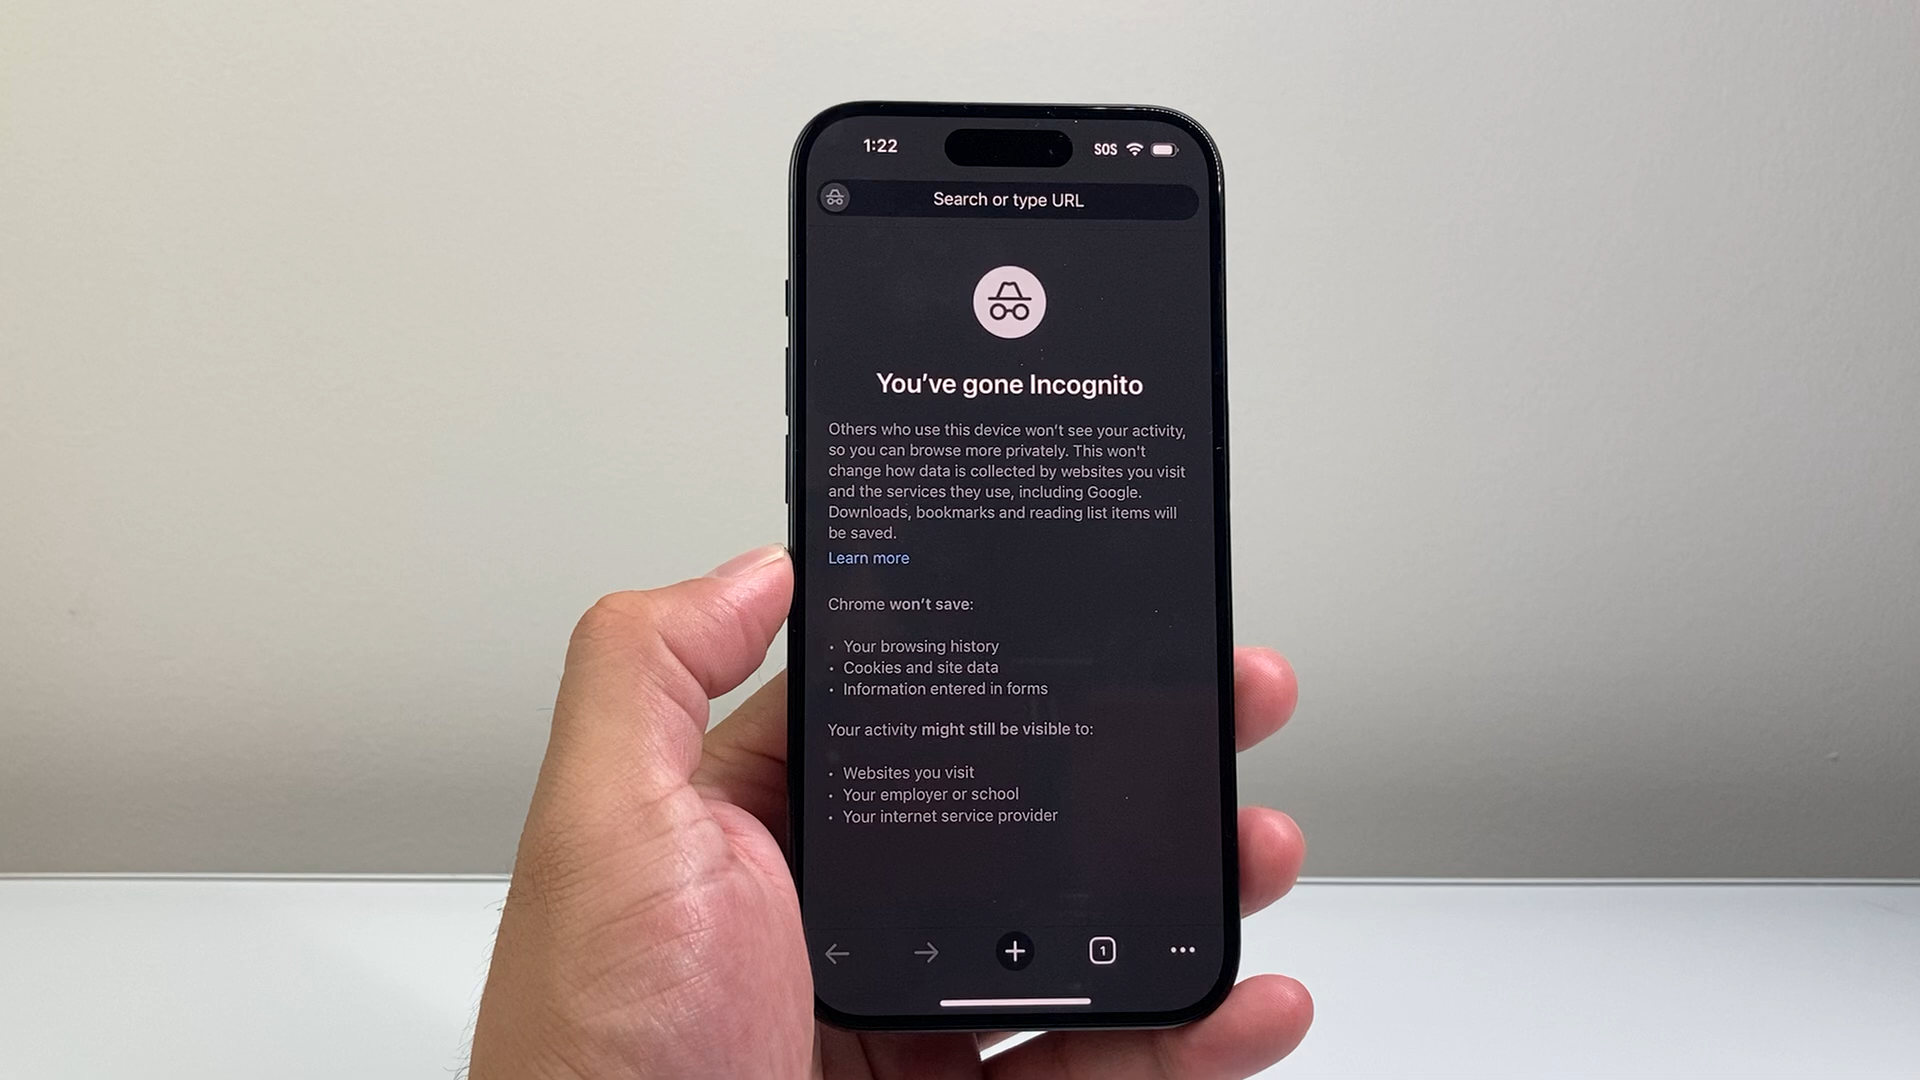 1:22
SOS
Search or type URL
You’ve gone Incognito
Others who use this device won’t see your activity,
so you can browse more privately. This won't
change how data is collected by websites you visit
and the services they use, including Google.
Downloads, bookmarks and reading list items will
be saved.
Learn more
Chrome won’t save:
• Your browsing history
• Cookies and site data
• Information entered in forms
Your activity might still be visible to:
• Websites you visit
• Your employer or school
• Your internet service provider
1